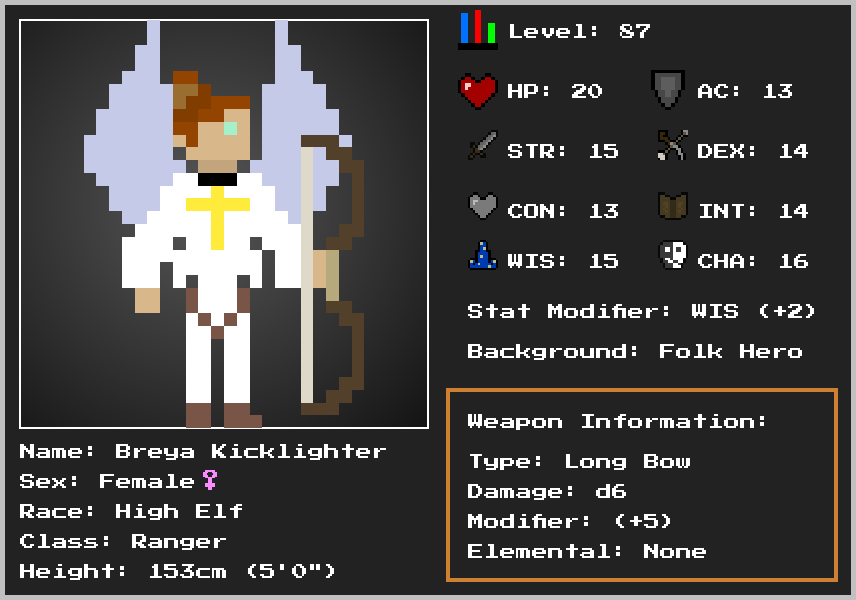 Level: 87
HP: 20
AC: 13
STR: 15
DEX: 14
CON: 13
INT: 14
WIS: 15
CHA: 16
Stat Modifier: WIS (+2)
Background: Folk Hero
Weapon Information:
Type: Long Bow
Damage: d6
Modifier: (+5)
Elemental: None
Name: Breya Kicklighter
Sex: Female♀
Race: High Elf
Class: Ranger
Height: 153cm (5'0")